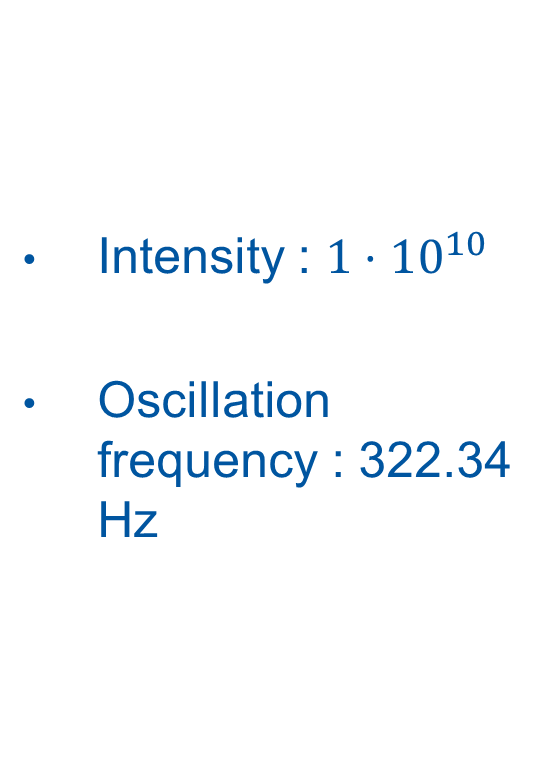 • Intensity : 1 · 10¹⁰
• Oscillation
frequency : 322.34
Hz